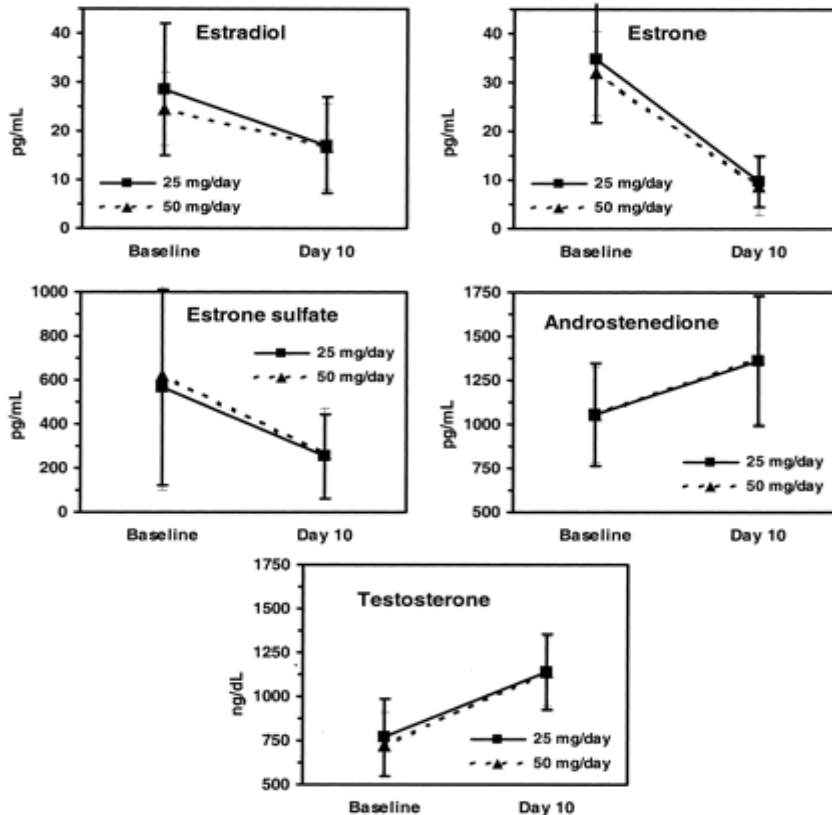 Estradiol
40
30
20
10
0
pg/mL
25 mg/day
50 mg/day
Baseline Day 10
Estrone
40
30
20
10
0
pg/mL
25 mg/day
50 mg/day
Baseline Day 10
Estrone sulfate
1000
800
600
400
200
0
pg/mL
25 mg/day
50 mg/day
Baseline Day 10
Androstenedione
1750
1500
1250
1000
750
500
pg/mL
25 mg/day
50 mg/day
Baseline Day 10
Testosterone
1750
1500
1250
1000
750
500
ng/dL
25 mg/day
50 mg/day
Baseline Day 10